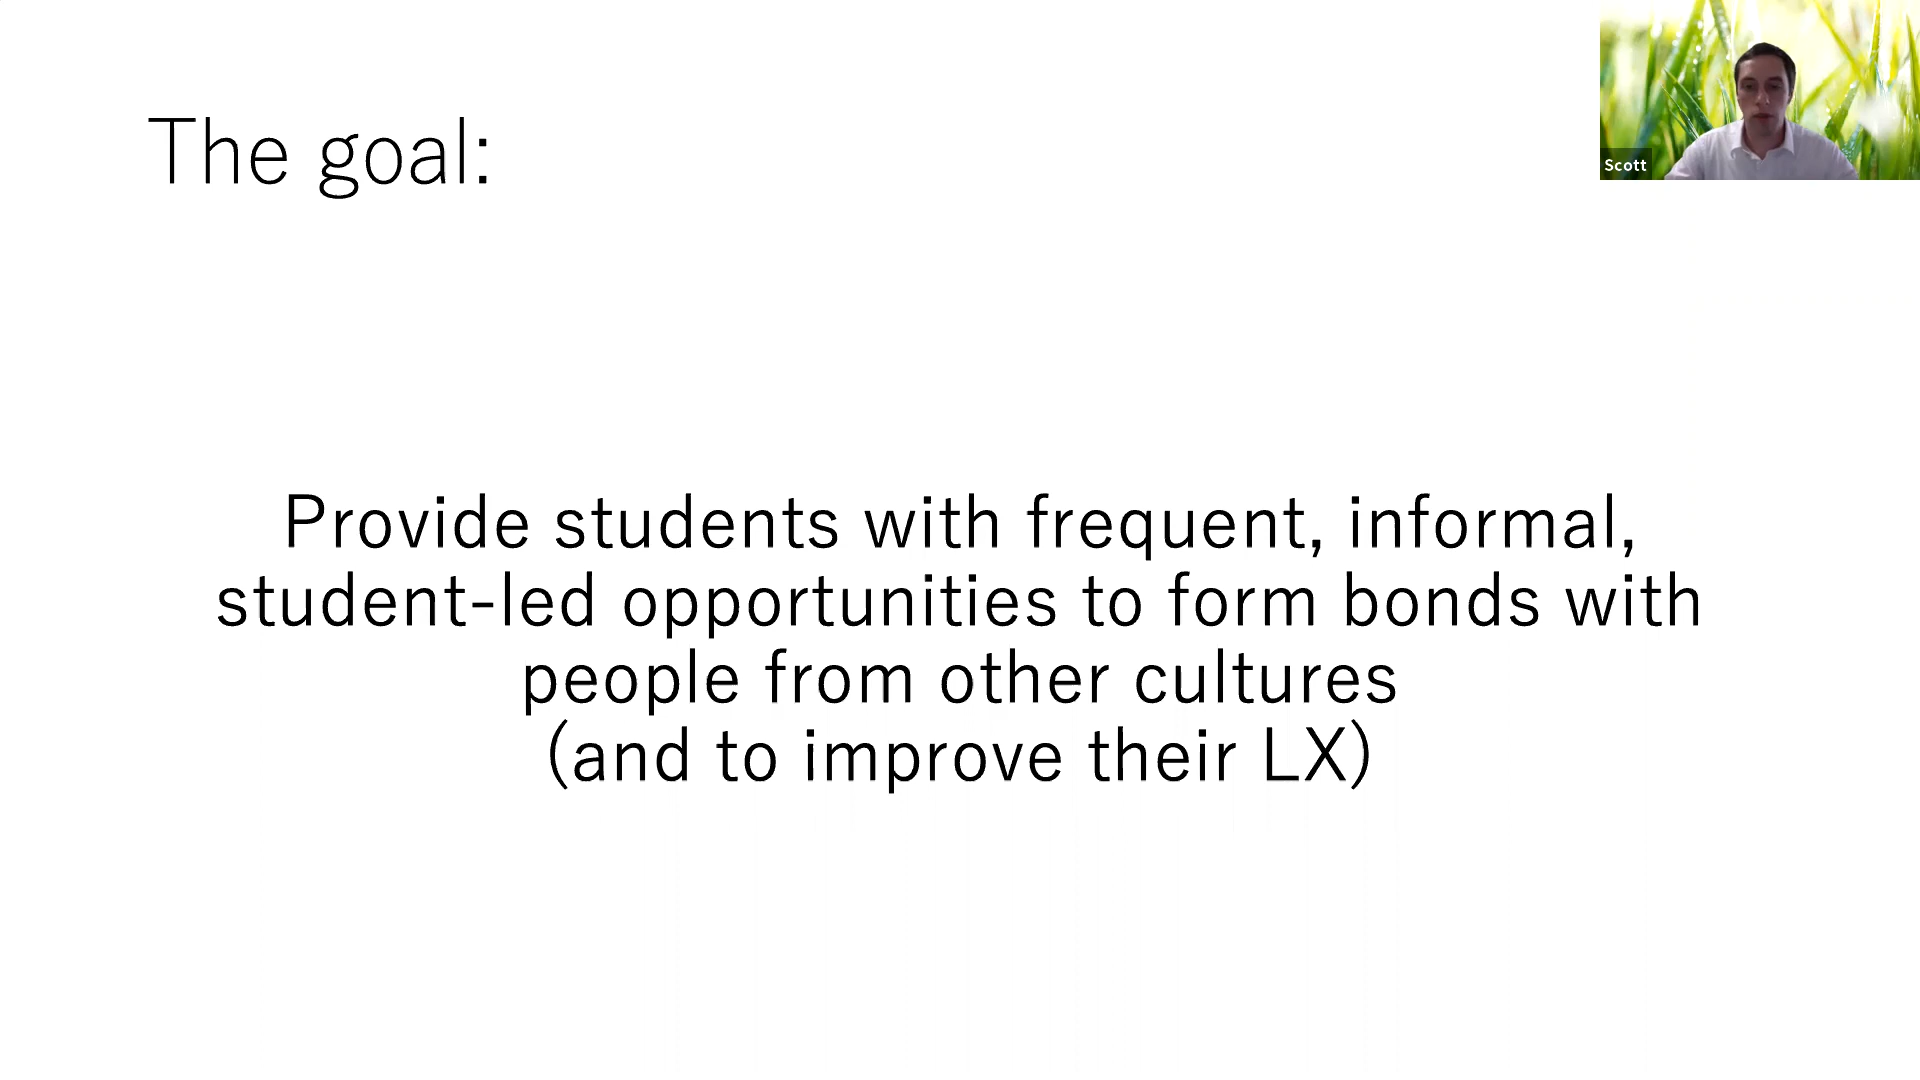 The goal:
Scott
Provide students with frequent, informal,
student-led opportunities to form bonds with
people from other cultures
(and to improve their LX)